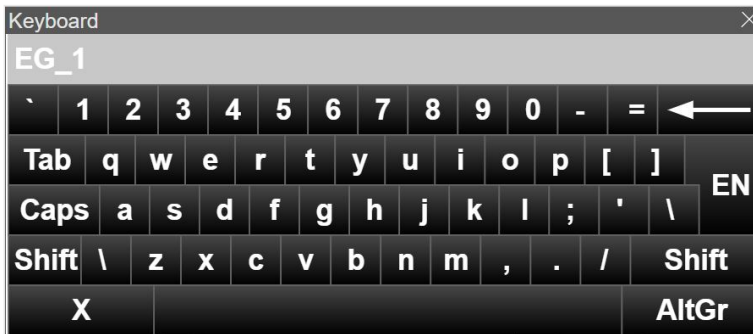 Keyboard
EG_1
` 1 2 3 4 5 6 7 8 9 0 - =
Tab q w e r t y u i o p [ ]
EN
Caps a s d f g h j k l ; ' \
Shift \ z x c v b n m , . / Shift
X AltGr